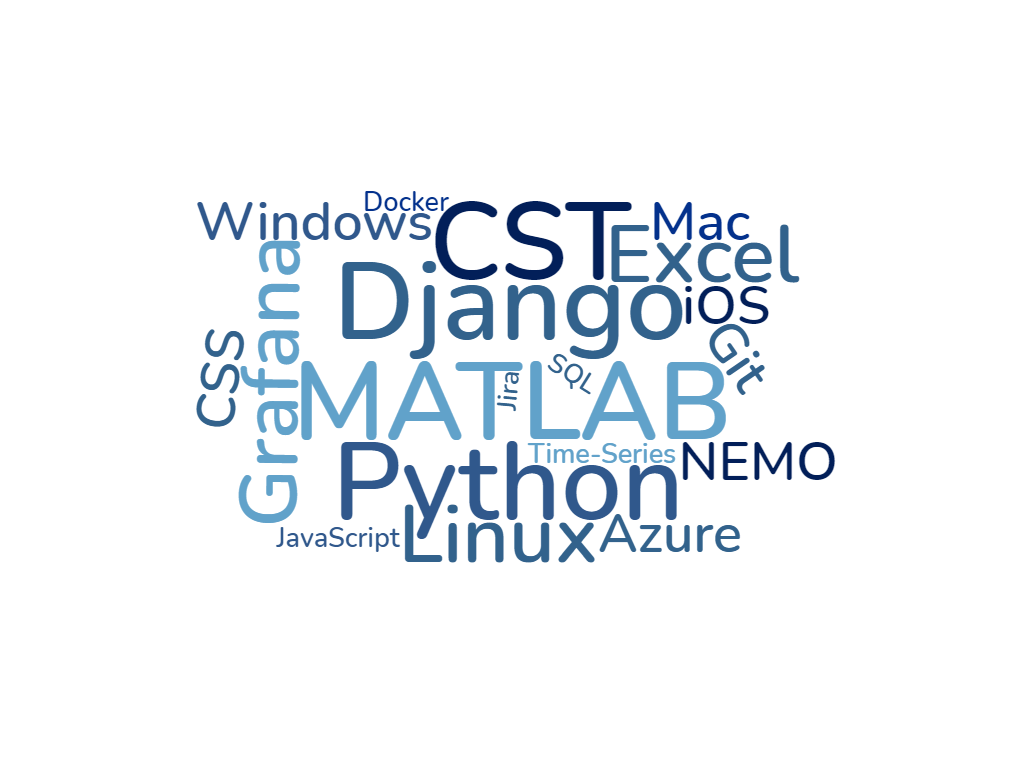 Docker
Windows
CST
Mac
Excel
Django
iOS
Grafana
CSS
Git
MATLAB
Jira
SQL
Python
Time-Series
NEMO
JavaScript
Linux
Azure